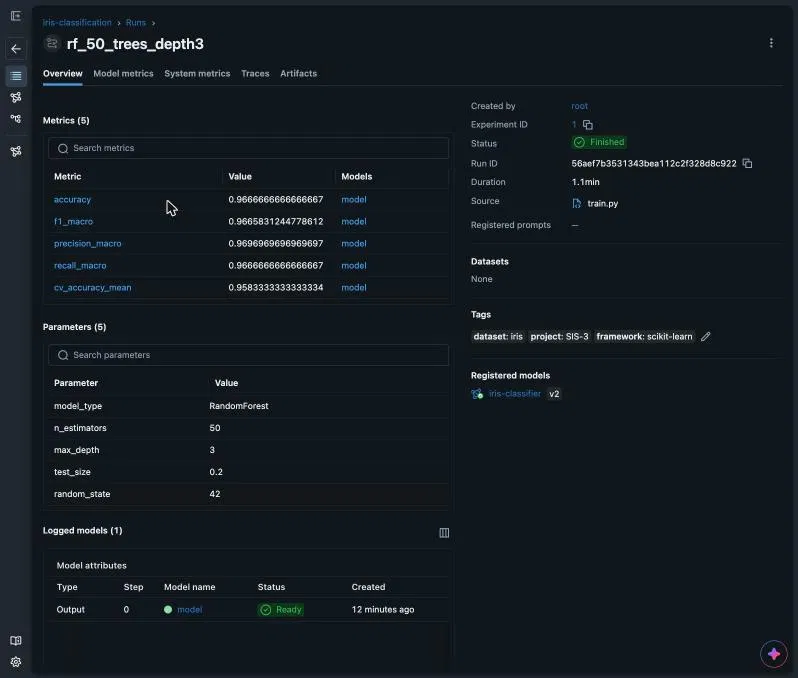 iris-classification › Runs ›
rf_50_trees_depth3
Overview Model metrics System metrics Traces Artifacts
Metrics (5)
Search metrics
Metric Value Models
accuracy 0.9666666666666667 model
f1_macro 0.9665831244778612 model
precision_macro 0.9696969696969697 model
recall_macro 0.9666666666666667 model
cv_accuracy_mean 0.9583333333333334 model
Parameters (5)
Search parameters
Parameter Value
model_type RandomForest
n_estimators 50
max_depth 3
test_size 0.2
random_state 42
Logged models (1)
Model attributes
Type Step Model name Status Created
Output 0 model Ready 12 minutes ago
Created by root
Experiment ID 1
Status Finished
Run ID 56aef7b3531343bea112c2f328d8c922
Duration 1.1min
Source train.py
Registered prompts —
Datasets
None
Tags
dataset: iris project: SIS-3 framework: scikit-learn
Registered models
iris-classifier v2